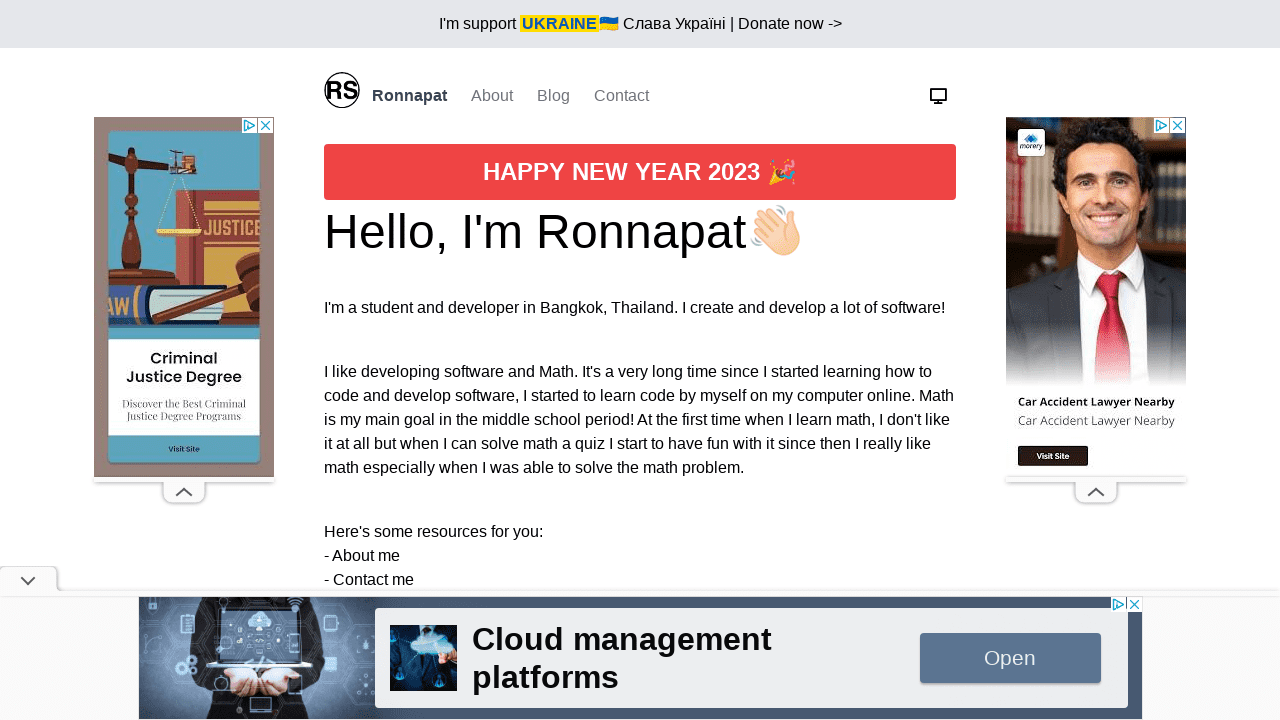 I'm support UKRAINE🇺🇦 Слава Україні | Donate now ->
RS Ronnapat About Blog Contact
HAPPY NEW YEAR 2023 🎉
Hello, I'm Ronnapat👋🏻
I'm a student and developer in Bangkok, Thailand. I create and develop a lot of software!
I like developing software and Math. It's a very long time since I started learning how to
code and develop software, I started to learn code by myself on my computer online. Math
is my main goal in the middle school period! At the first time when I learn math, I don't like
it at all but when I can solve math a quiz I start to have fun with it since then I really like
math especially when I was able to solve the math problem.
Here's some resources for you:
- About me
- Contact me
JUSTICE
LAW
Criminal
Justice Degree
Discover the Best Criminal
Justice Degree Programs
Visit Site
morery
Car Accident Lawyer Nearby
Car Accident Lawyer Nearby
Visit Site
Cloud management
platforms
Open